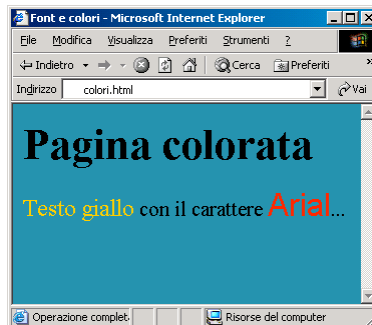 Font e colori - Microsoft Internet Explorer
File Modifica Visualizza Preferiti Strumenti ?
Indietro Cerca Preferiti »
Indirizzo colori.html Vai
Pagina colorata
Testo giallo con il carattere Arial...
Operazione complet. Risorse del computer